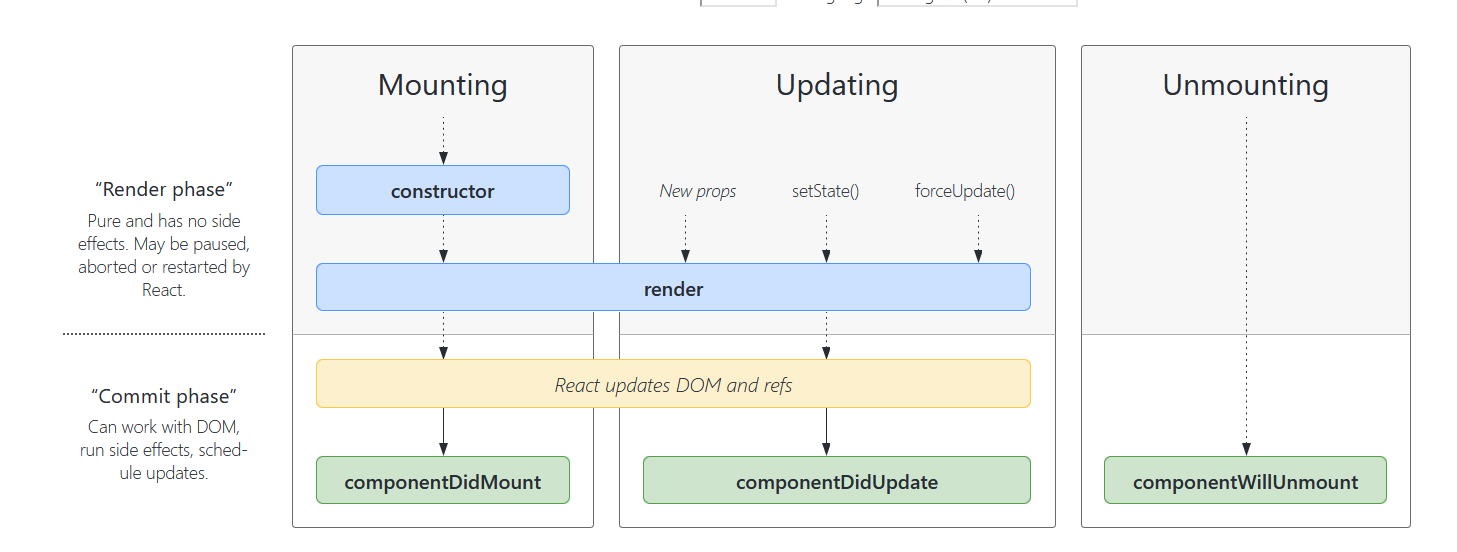 Mounting
Updating
Unmounting
“Render phase”
Pure and has no side
effects. May be paused,
aborted or restarted by
React.
constructor
New props
setState()
forceUpdate()
render
“Commit phase”
Can work with DOM,
run side effects, sched-
ule updates.
React updates DOM and refs
componentDidMount
componentDidUpdate
componentWillUnmount